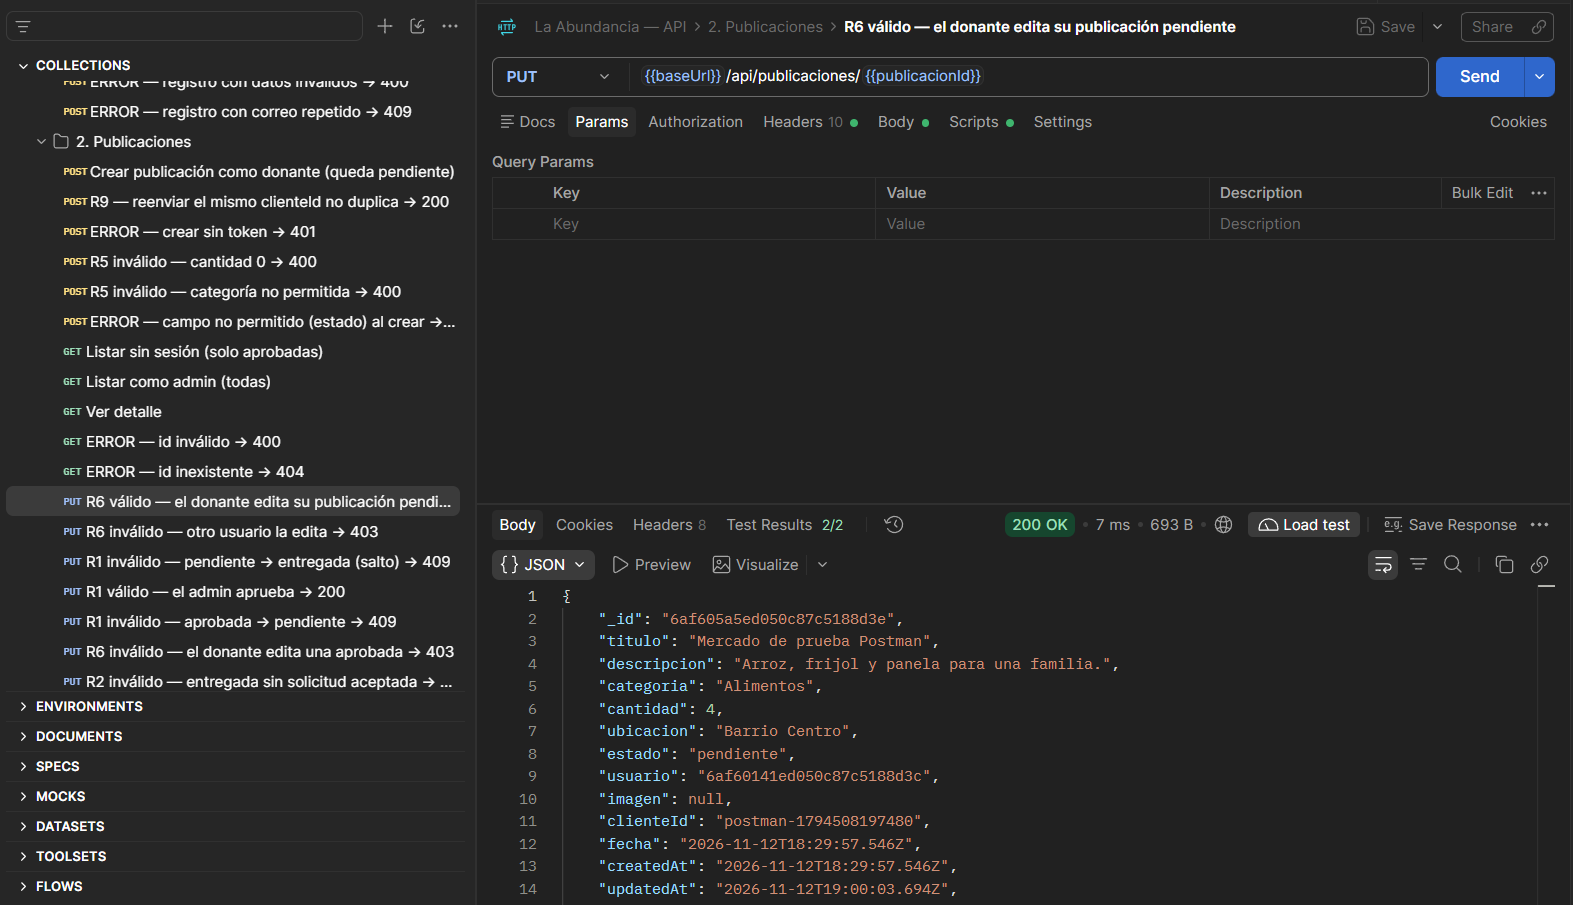 COLLECTIONS
POST ERROR — registro con datos inválidos → 400
POST ERROR — registro con correo repetido → 409
2. Publicaciones
POST Crear publicación como donante (queda pendiente)
POST R9 — reenviar el mismo clienteId no duplica → 200
POST ERROR — crear sin token → 401
POST R5 inválido — cantidad 0 → 400
POST R5 inválido — categoría no permitida → 400
POST ERROR — campo no permitido (estado) al crear →...
GET Listar sin sesión (solo aprobadas)
GET Listar como admin (todas)
GET Ver detalle
GET ERROR — id inválido → 400
GET ERROR — id inexistente → 404
PUT R6 válido — el donante edita su publicación pendi...
PUT R6 inválido — otro usuario la edita → 403
PUT R1 inválido — pendiente → entregada (salto) → 409
PUT R1 válido — el admin aprueba → 200
PUT R1 inválido — aprobada → pendiente → 409
PUT R6 inválido — el donante edita una aprobada → 403
PUT R2 inválido — entregada sin solicitud aceptada → ...
ENVIRONMENTS
DOCUMENTS
SPECS
MOCKS
DATASETS
TOOLSETS
FLOWS
HTTP La Abundancia — API > 2. Publicaciones > R6 válido — el donante edita su publicación pendiente
Save
Share
PUT {{baseUrl}} /api/publicaciones/ {{publicacionId}}
Send
Docs Params Authorization Headers 10 Body Scripts Settings Cookies
Query Params
Key Value Description Bulk Edit
Key Value Description
Body Cookies Headers 8 Test Results 2/2
200 OK • 7 ms • 693 B
Load test
e.g. Save Response
{ } JSON Preview Visualize
1 {
2 "_id": "6af605a5ed050c87c5188d3e",
3 "titulo": "Mercado de prueba Postman",
4 "descripcion": "Arroz, frijol y panela para una familia.",
5 "categoria": "Alimentos",
6 "cantidad": 4,
7 "ubicacion": "Barrio Centro",
8 "estado": "pendiente",
9 "usuario": "6af60141ed050c87c5188d3c",
10 "imagen": null,
11 "clienteId": "postman-1794508197480",
12 "fecha": "2026-11-12T18:29:57.546Z",
13 "createdAt": "2026-11-12T18:29:57.546Z",
14 "updatedAt": "2026-11-12T19:00:03.694Z",